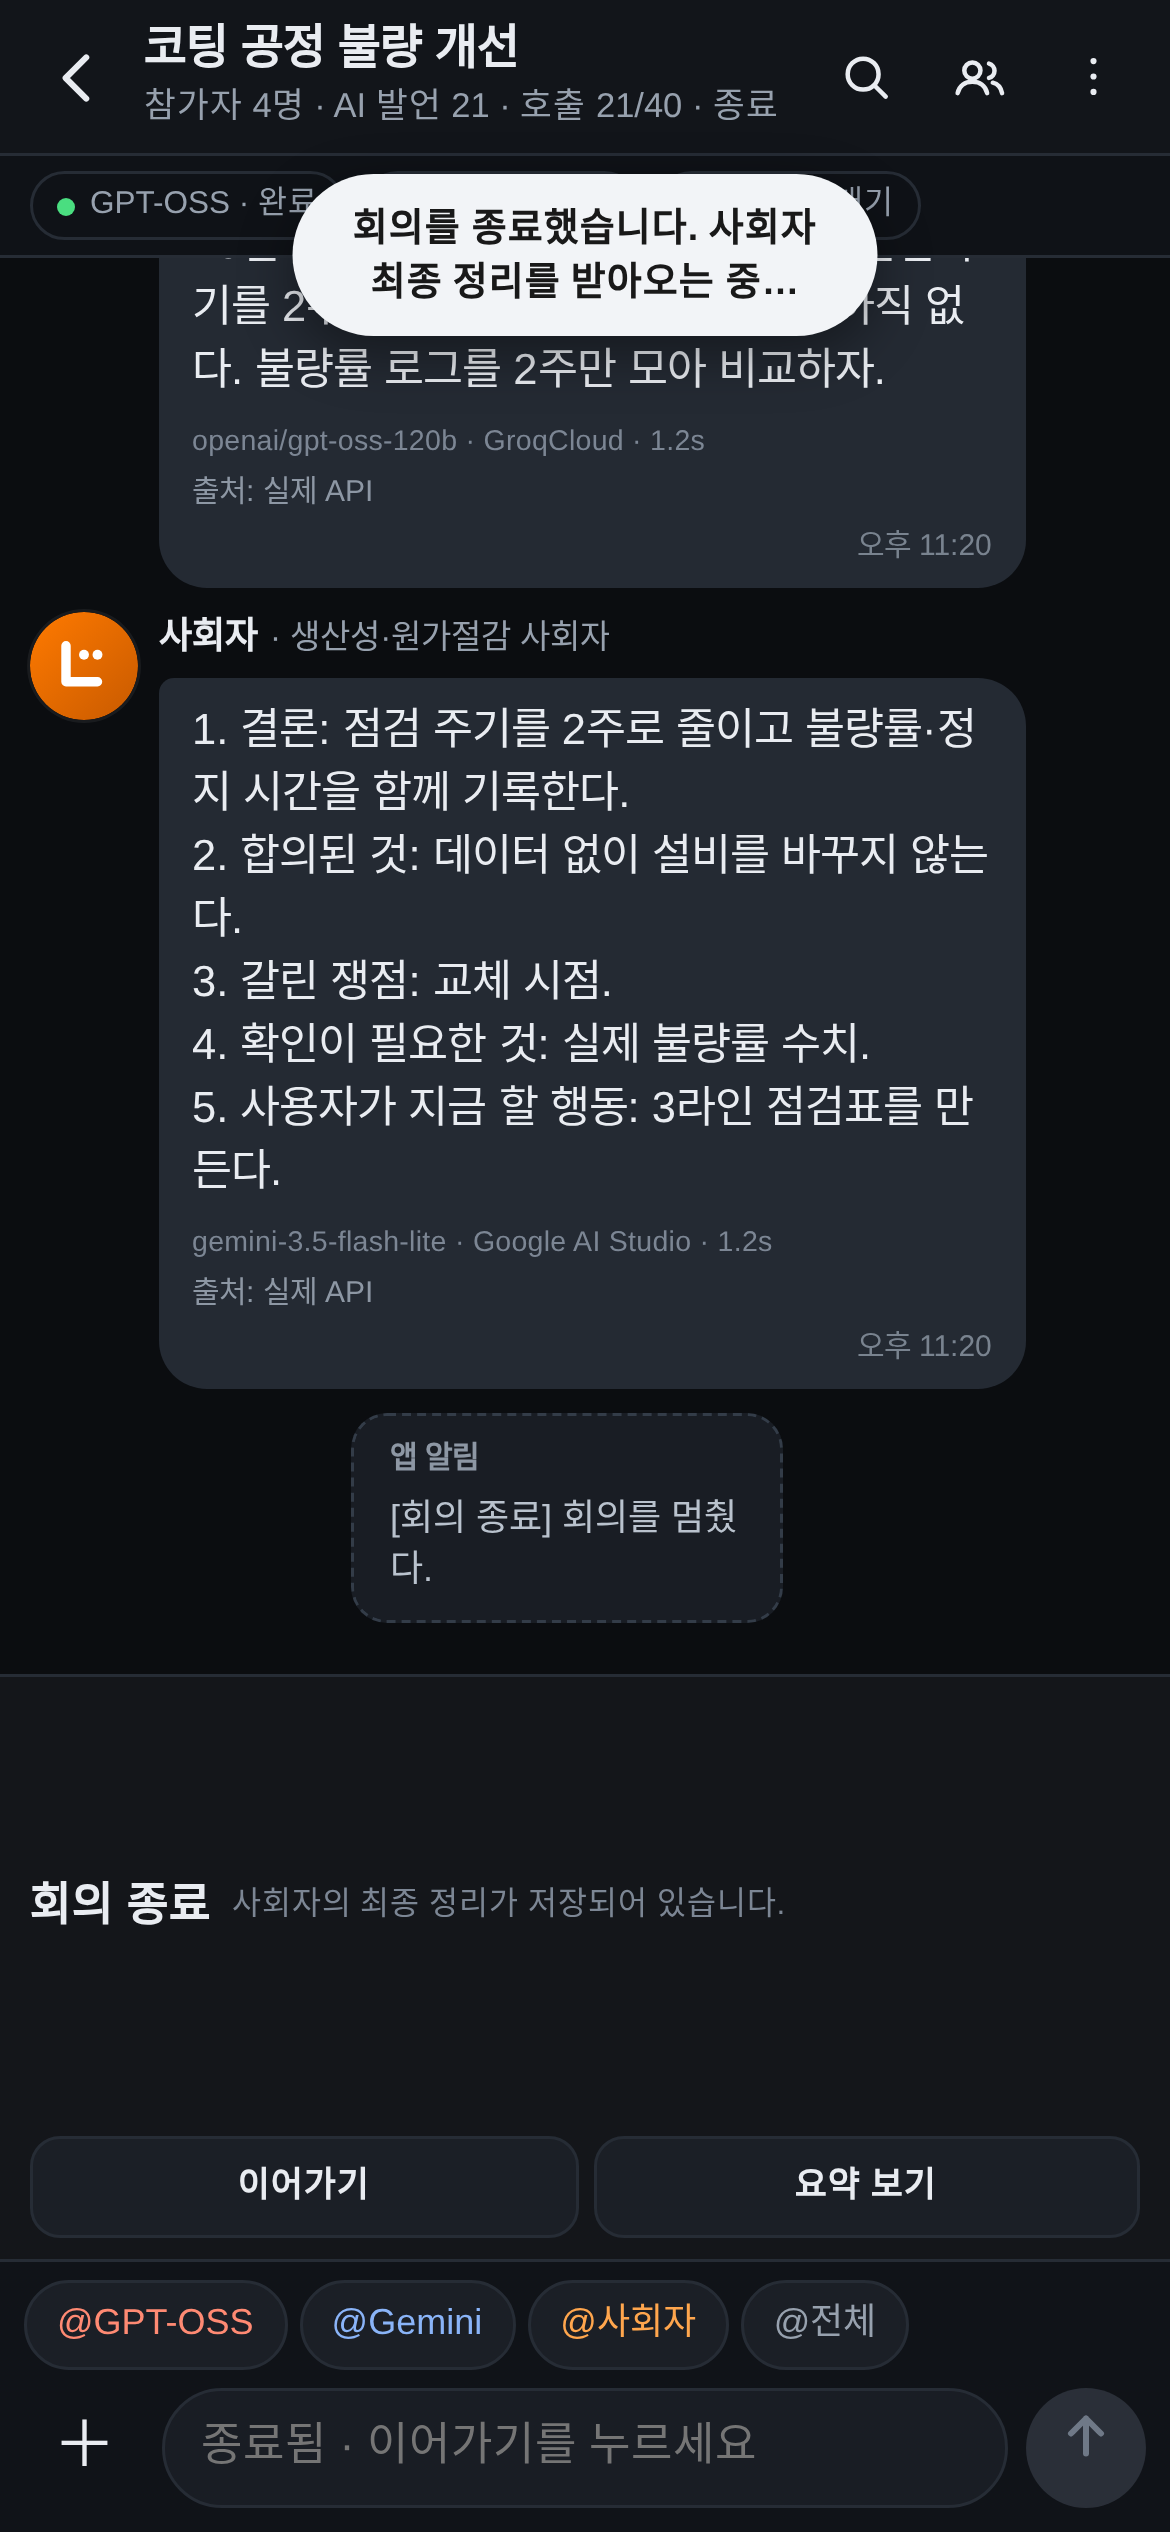 코팅 공정 불량 개선
참가자 4명 · AI 발언 21 · 호출 21/40 · 종료
GPT-OSS · 완료
회의를 종료했습니다. 사회자
최종 정리를 받아오는 중…
기를 없
다. 불량률 로그를 2주만 모아 비교하자.
openai/gpt-oss-120b · GroqCloud · 1.2s
출처: 실제 API
오후 11:20
사회자 · 생산성·원가절감 사회자
1. 결론: 점검 주기를 2주로 줄이고 불량률·정
지 시간을 함께 기록한다.
2. 합의된 것: 데이터 없이 설비를 바꾸지 않는
다.
3. 갈린 쟁점: 교체 시점.
4. 확인이 필요한 것: 실제 불량률 수치.
5. 사용자가 지금 할 행동: 3라인 점검표를 만
든다.
gemini-3.5-flash-lite · Google AI Studio · 1.2s
출처: 실제 API
오후 11:20
앱 알림
[회의 종료] 회의를 멈췄
다.
회의 종료 사회자의 최종 정리가 저장되어 있습니다.
이어가기 요약 보기
@GPT-OSS @Gemini @사회자 @전체
종료됨 · 이어가기를 누르세요